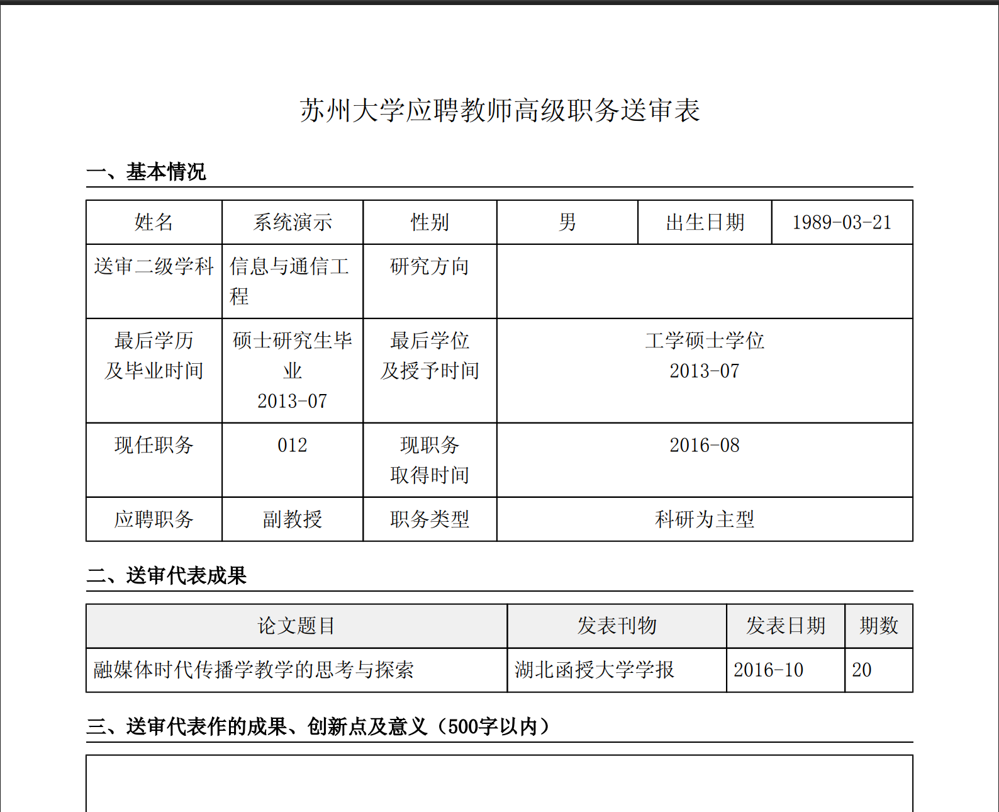 苏州大学应聘教师高级职务送审表
一、基本情况
姓名 系统演示 性别 男 出生日期 1989-03-21
送审二级学科 信息与通信工程 研究方向
最后学历及毕业时间 硕士研究生毕业 2013-07 最后学位及授予时间 工学硕士学位 2013-07
现任职务 012 现职务取得时间 2016-08
应聘职务 副教授 职务类型 科研为主型
二、送审代表成果
论文题目 发表刊物 发表日期 期数
融媒体时代传播学教学的思考与探索 湖北函授大学学报 2016-10 20
三、送审代表作的成果、创新点及意义（500字以内）